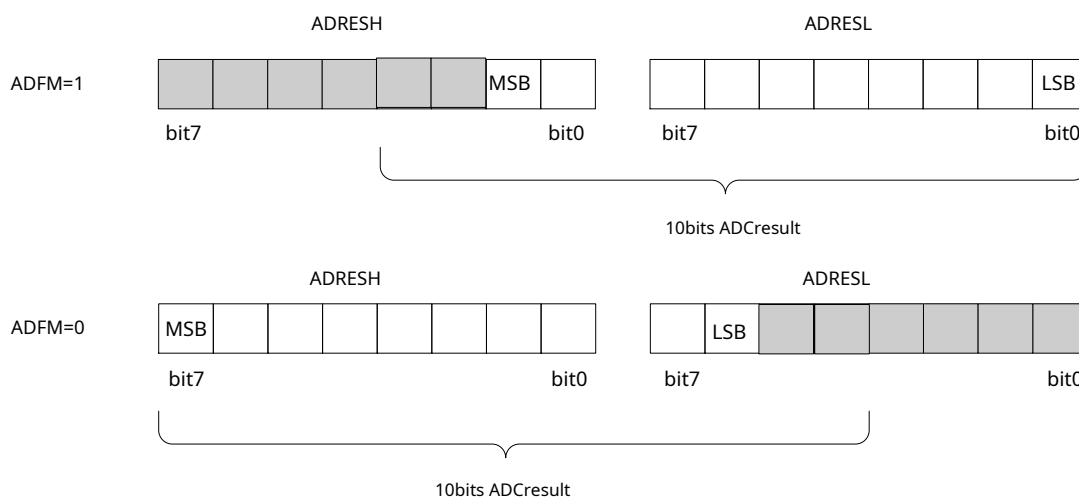 ADRESH ADRESL
ADFM=1 MSB LSB
bit7 bit0 bit7 bit0
10bits ADCresult
ADRESH ADRESL
ADFM=0 MSB LSB
bit7 bit0 bit7 bit0
10bits ADCresult